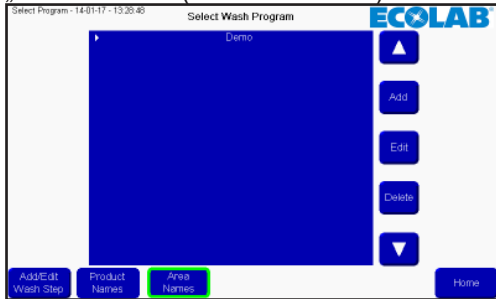 Select Program - 14-01-17 - 13:28:48
Select Wash Program
ECOLAB
Demo
Add
Edit
Delete
Add/Edit
Wash Step
Product
Names
Area
Names
Home